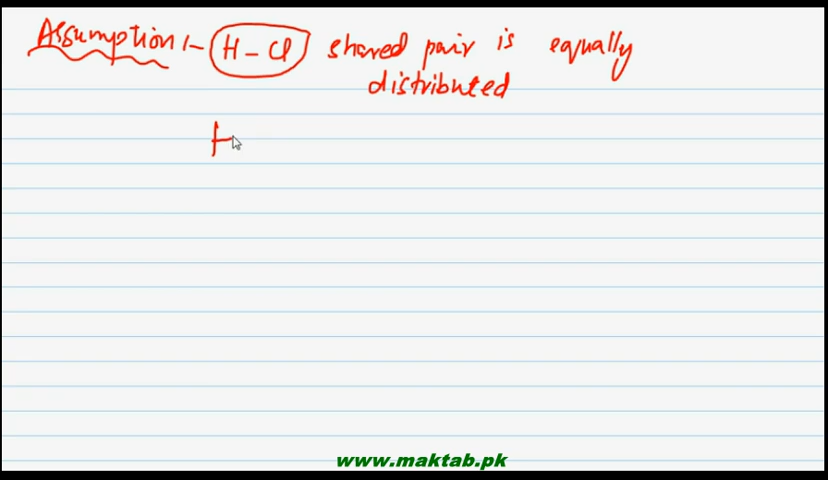 Assumption :- H - Cl shared pair is equally
distributed
www.maktab.pk